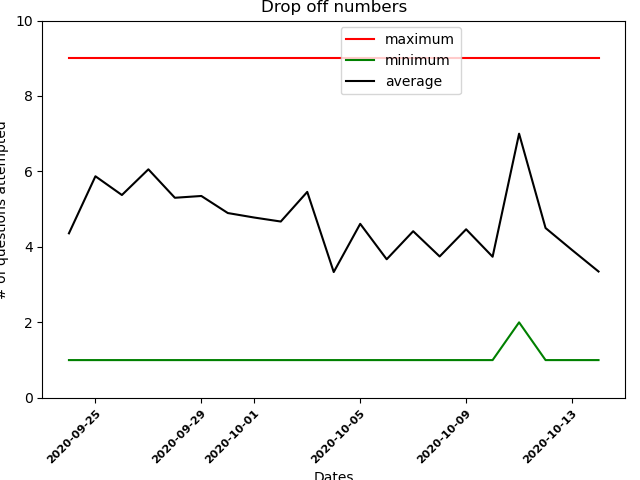 Drop off numbers
maximum
minimum
average
# of questions attempted
10
8
6
4
2
0
2020-09-25
2020-09-29
2020-10-01
2020-10-05
2020-10-09
2020-10-13
Dates